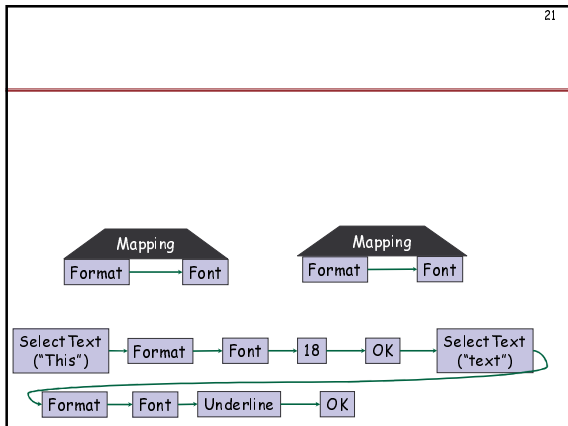 21
Mapping
Mapping
Format Font
Format Font
Select Text
("This")
Format Font 18 OK
Select Text
("text")
Format Font Underline OK